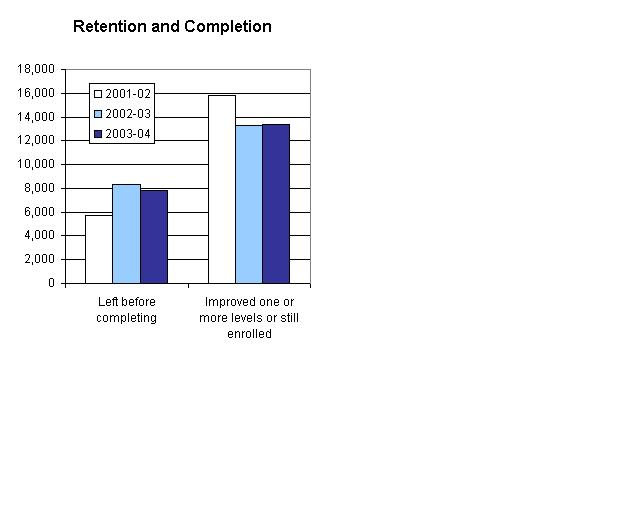 Retention and Completion
18,000
16,000
14,000
12,000
10,000
8,000
6,000
4,000
2,000
0
2001-02
2002-03
2003-04
Left before
completing
Improved one or
more levels or still
enrolled